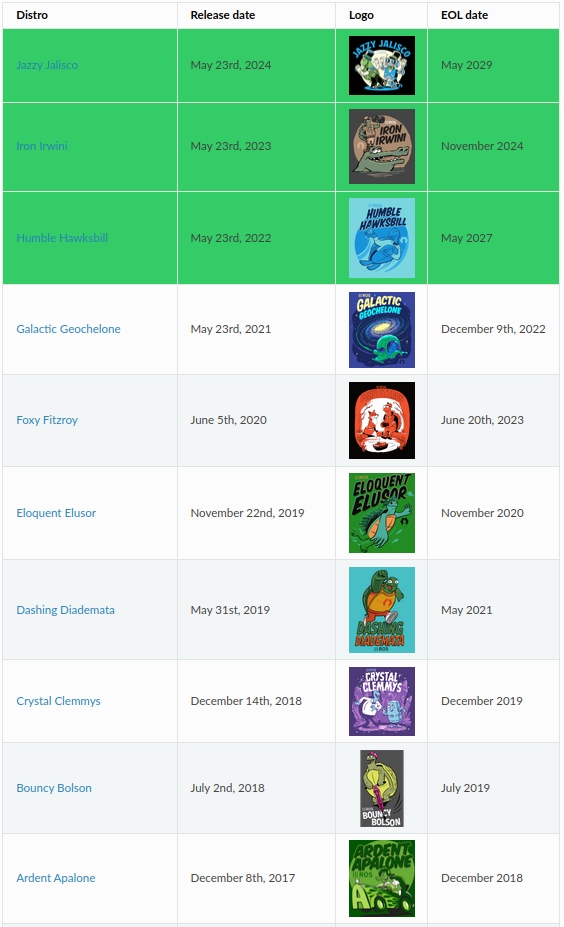 Distro Release date Logo EOL date
Jazzy Jalisco May 23rd, 2024 JAZZY JALISCO May 2029
Iron Irwini May 23rd, 2023 IRON IRWINI November 2024
Humble Hawksbill May 23rd, 2022 HUMBLE HAWKSBILL May 2027
Galactic Geochelone May 23rd, 2021 ROS GALACTIC GEOCHELONE December 9th, 2022
Foxy Fitzroy June 5th, 2020 June 20th, 2023
Eloquent Elusor November 22nd, 2019 ELOQUENT ELUSOR November 2020
Dashing Diademata May 31st, 2019 DASHING DIADEMATA ROS May 2021
Crystal Clemmys December 14th, 2018 CRYSTAL CLEMMYS December 2019
Bouncy Bolson July 2nd, 2018 BOUNCY BOLSON July 2019
Ardent Apalone December 8th, 2017 ARDENT APALONE ROS A December 2018